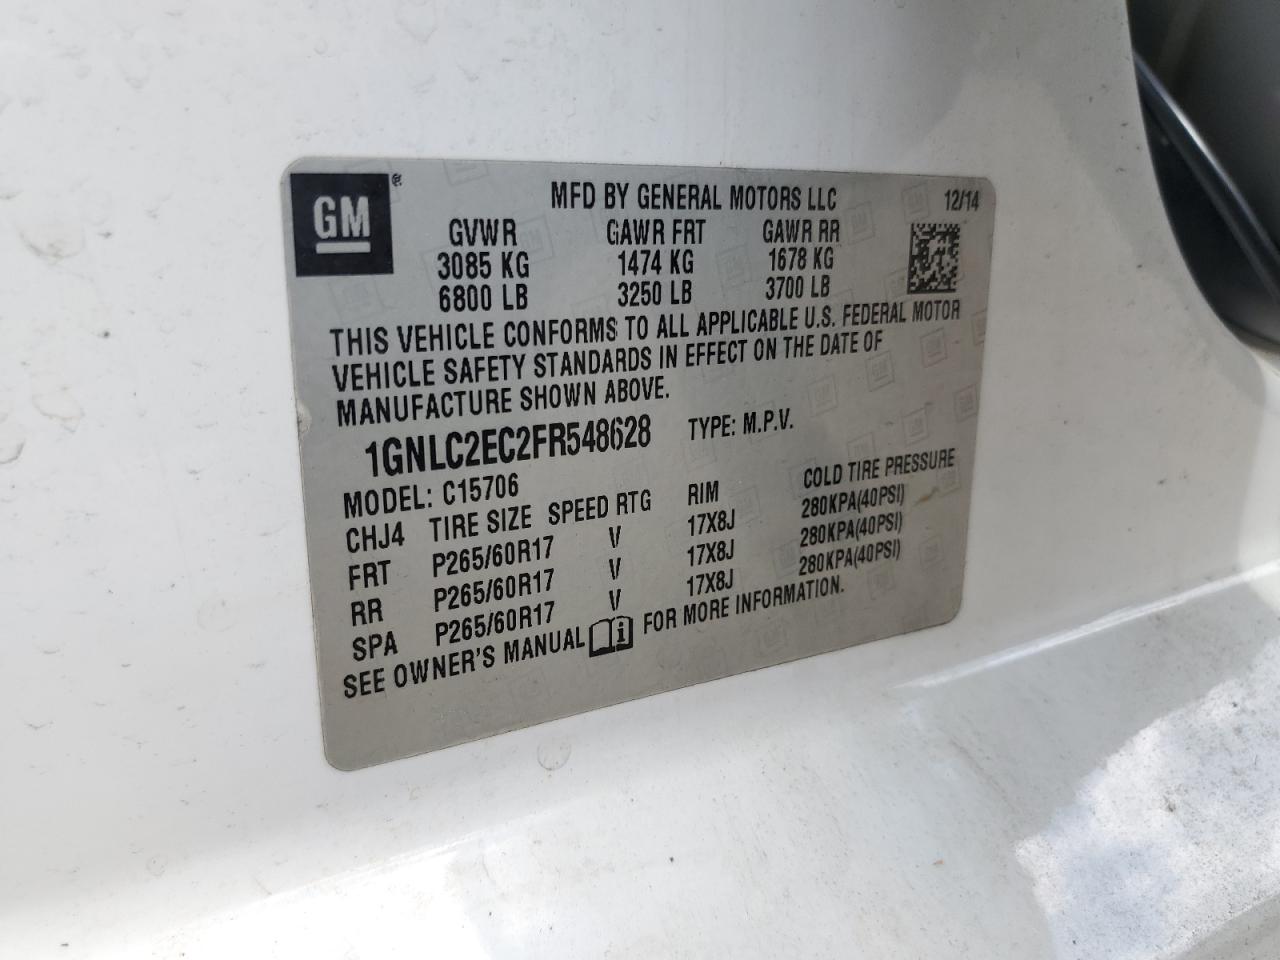 GM®
MFD BY GENERAL MOTORS LLC 12/14
GVWR GAWR FRT GAWR RR
3085 KG 1474 KG 1678 KG
6800 LB 3250 LB 3700 LB
THIS VEHICLE CONFORMS TO ALL APPLICABLE U.S. FEDERAL MOTOR
VEHICLE SAFETY STANDARDS IN EFFECT ON THE DATE OF
MANUFACTURE SHOWN ABOVE.
1GNLC2EC2FR548628 TYPE: M.P.V.
MODEL: C15706
CHJ4 TIRE SIZE SPEED RTG RIM COLD TIRE PRESSURE
FRT P265/60R17 V 17X8J 280KPA(40PSI)
RR P265/60R17 V 17X8J 280KPA(40PSI)
SPA P265/60R17 V 17X8J 280KPA(40PSI)
SEE OWNER'S MANUAL i FOR MORE INFORMATION.